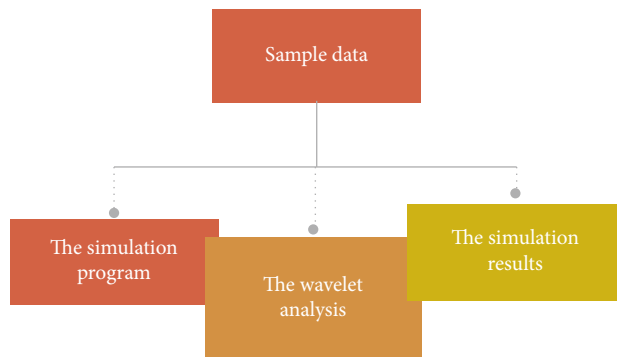 Sample data
The simulation
program
The wavelet
analysis
The simulation
results